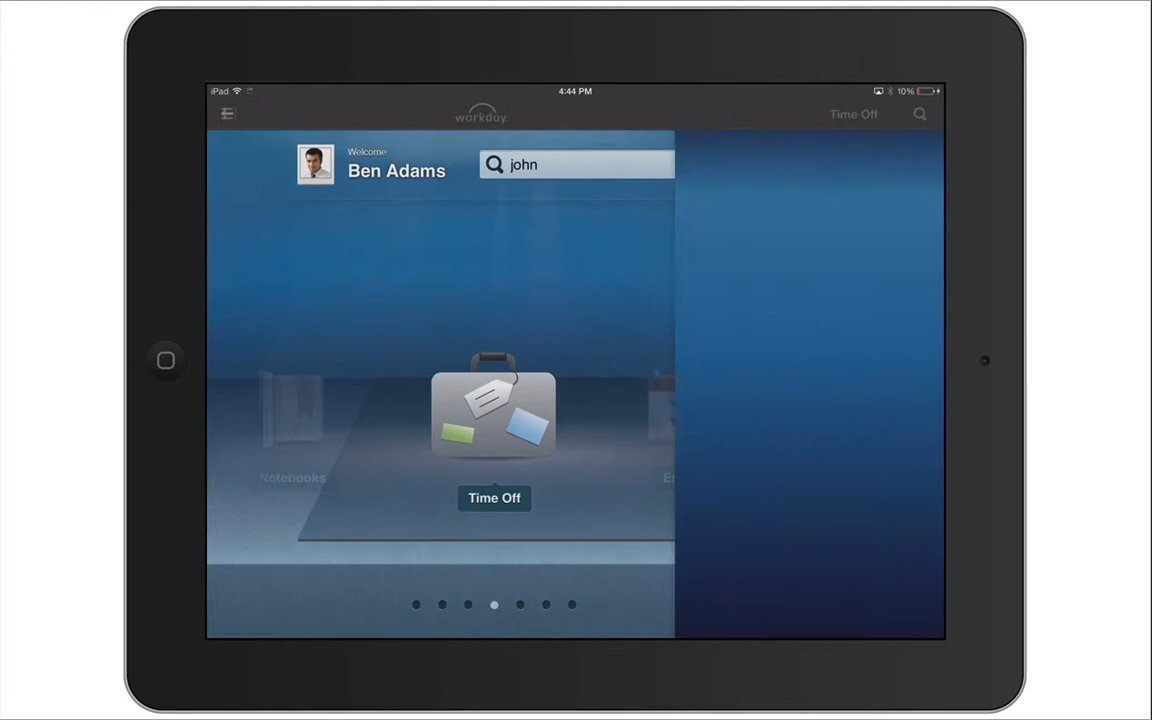 iPad
4:44 PM
10%
workday.
Time Off
Welcome
Ben Adams
john
Notebooks
Time Off